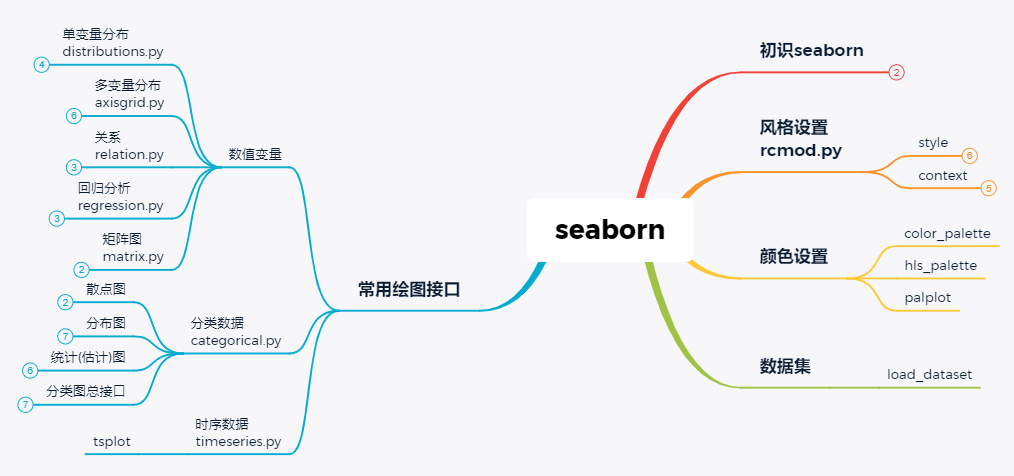 seaborn
初识seaborn
2
风格设置
rcmod.py
style
6
context
5
颜色设置
color_palette
hls_palette
palplot
数据集
load_dataset
常用绘图接口
数值变量
单变量分布
distributions.py
4
多变量分布
axisgrid.py
6
关系
relation.py
3
回归分析
regression.py
3
矩阵图
matrix.py
2
分类数据
categorical.py
散点图
2
分布图
7
统计(估计)图
6
分类图总接口
7
时序数据
timeseries.py
tsplot